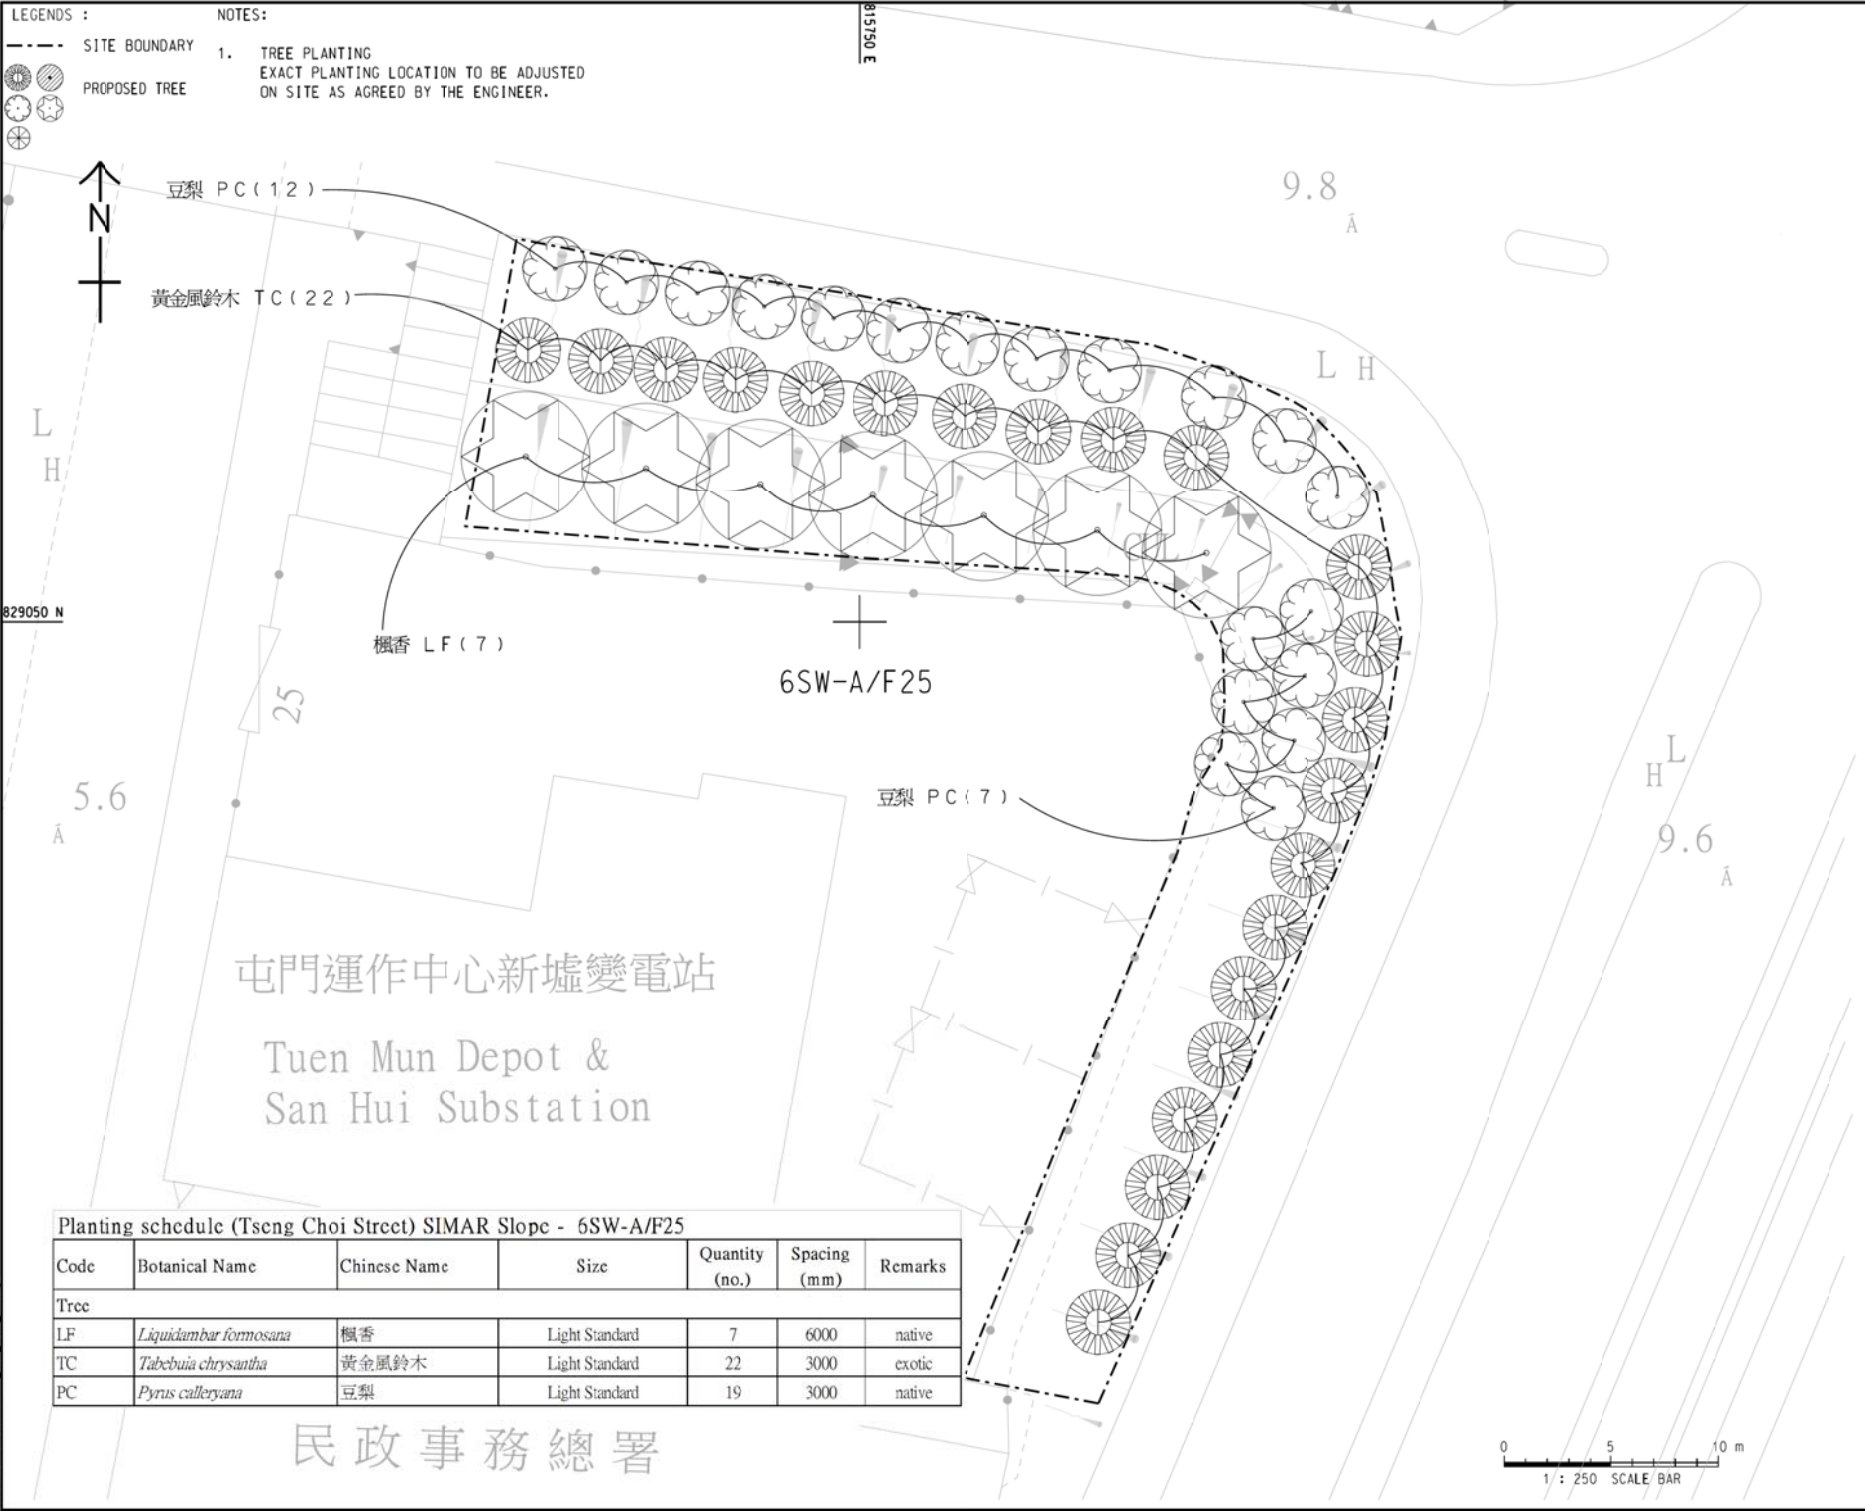 LEGENDS :
SITE BOUNDARY
PROPOSED TREE
NOTES:
1. TREE PLANTING
EXACT PLANTING LOCATION TO BE ADJUSTED
ON SITE AS AGREED BY THE ENGINEER.
815750 E
N
豆梨 PC(12)
黃金風鈴木 TC(22)
9.8
Á
L H
L
H
829050 N
楓香 LF(7)
CUL
6SW-A/F25
25
豆梨 PC(7)
5.6
Á
L
H
9.6
Á
屯門運作中心新墟變電站
Tuen Mun Depot &
San Hui Substation
Planting schedule (Tseng Choi Street) SIMAR Slope - 6SW-A/F25
Code Botanical Name Chinese Name Size Quantity (no.) Spacing (mm) Remarks
Tree
LF Liquidambar formosana 楓香 Light Standard 7 6000 native
TC Tabebuia chrysantha 黃金風鈴木 Light Standard 22 3000 exotic
PC Pyrus calleryana 豆梨 Light Standard 19 3000 native
民政事務總署
0 5 10 m
1 : 250 SCALE BAR